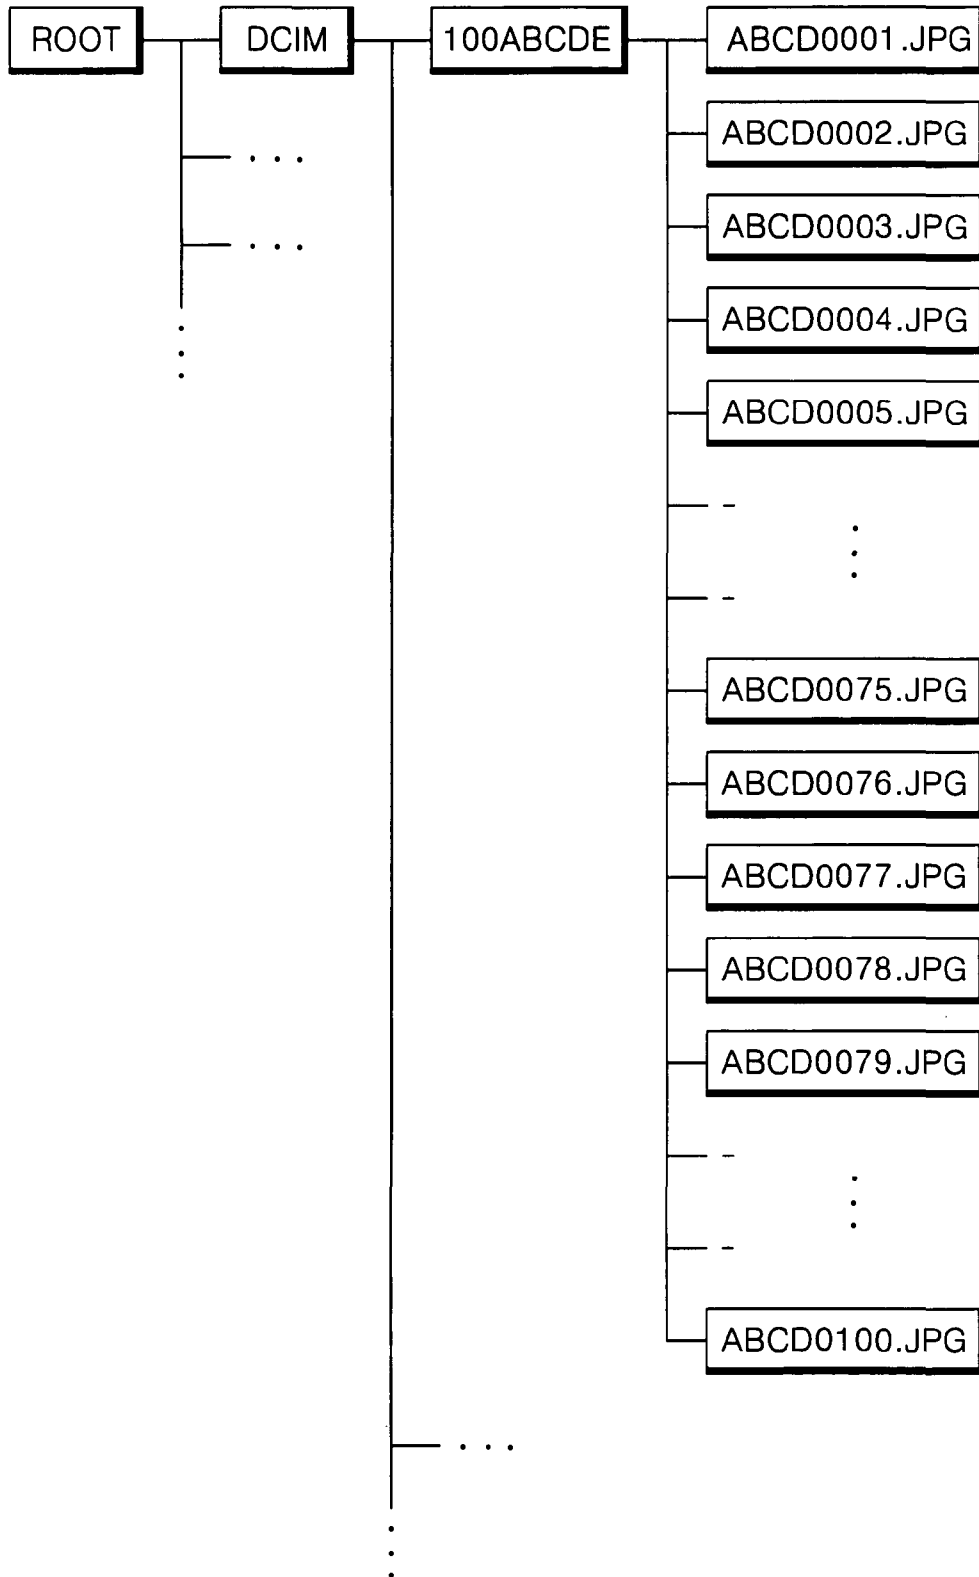 ROOT
DCIM
100ABCDE
ABCD0001.JPG
ABCD0002.JPG
ABCD0003.JPG
ABCD0004.JPG
ABCD0005.JPG
ABCD0075.JPG
ABCD0076.JPG
ABCD0077.JPG
ABCD0078.JPG
ABCD0079.JPG
ABCD0100.JPG